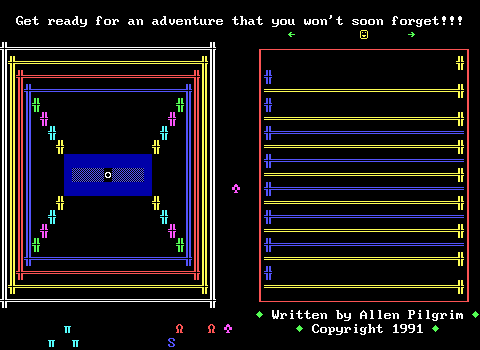 Get ready for an adventure that you won't soon forget!!!
Written by Allen Pilgrim
Copyright 1991